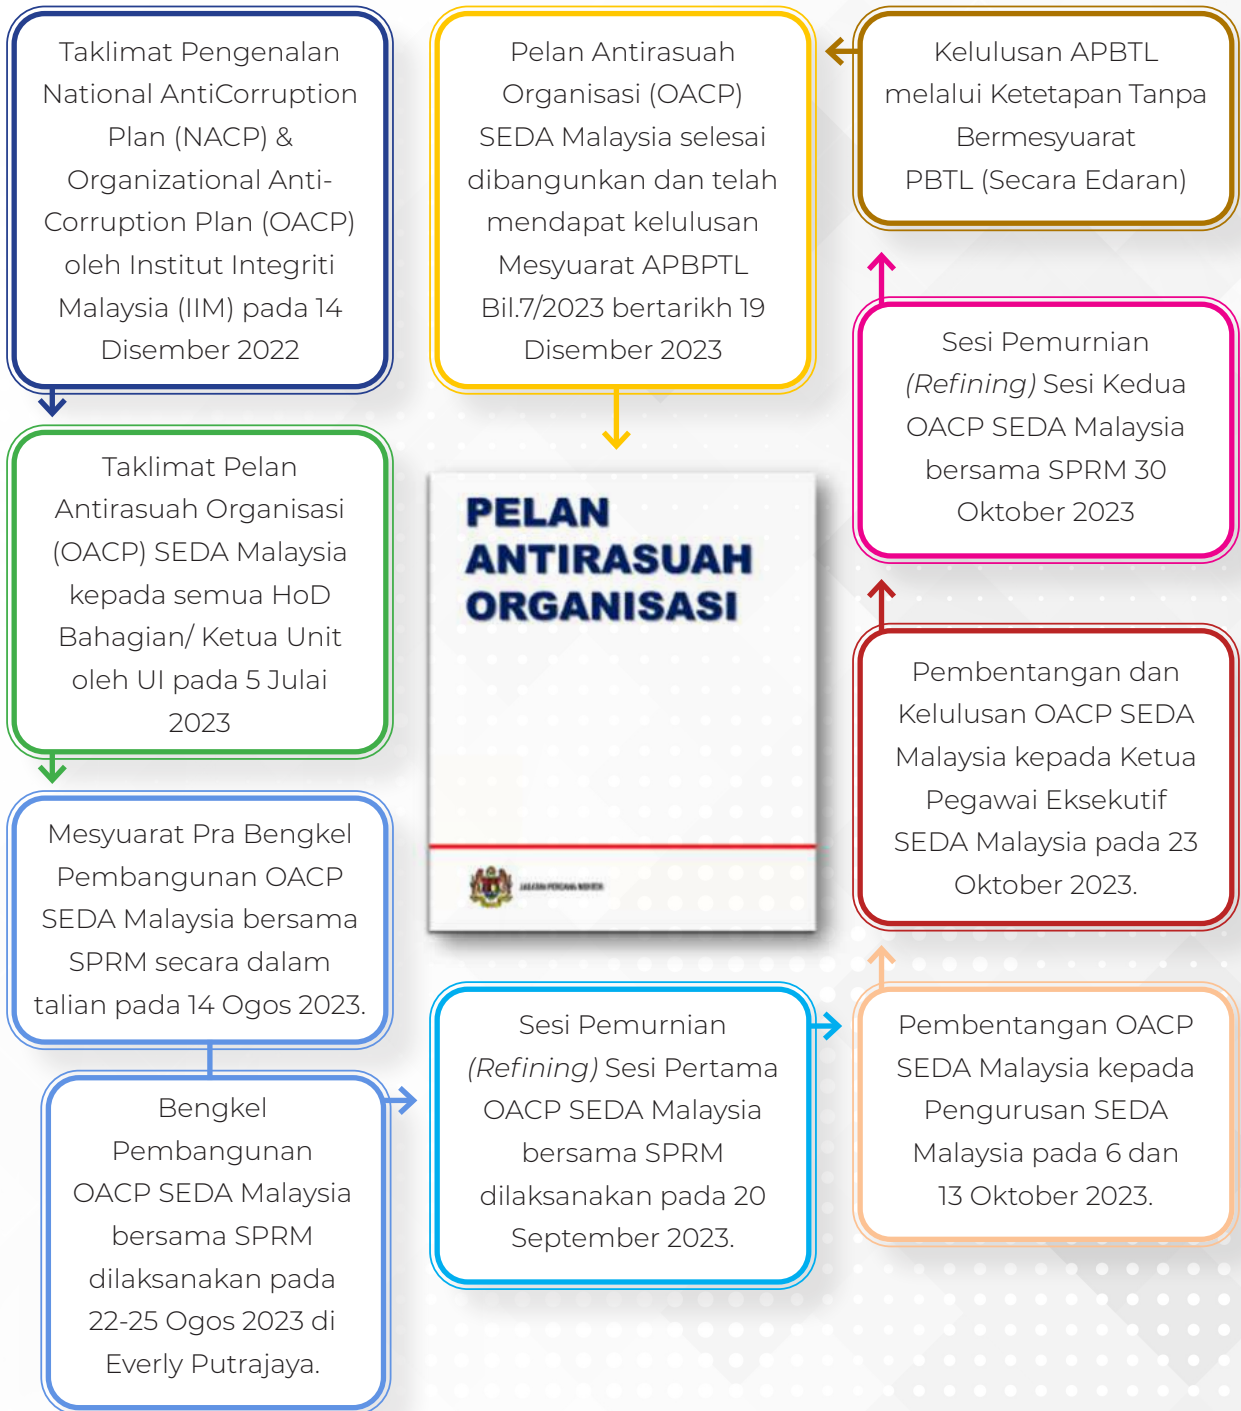 Taklimat Pengenalan
National AntiCorruption
Plan (NACP) &
Organizational Anti-
Corruption Plan (OACP)
oleh Institut Integriti
Malaysia (IIM) pada 14
Disember 2022
Taklimat Pelan
Antirasuah Organisasi
(OACP) SEDA Malaysia
kepada semua HoD
Bahagian/ Ketua Unit
oleh UI pada 5 Julai
2023
Mesyuarat Pra Bengkel
Pembangunan OACP
SEDA Malaysia bersama
SPRM secara dalam
talian pada 14 Ogos 2023.
Bengkel
Pembangunan
OACP SEDA Malaysia
bersama SPRM
dilaksanakan pada
22-25 Ogos 2023 di
Everly Putrajaya.
Sesi Pemurnian
(Refining) Sesi Pertama
OACP SEDA Malaysia
bersama SPRM
dilaksanakan pada 20
September 2023.
Pembentangan OACP
SEDA Malaysia kepada
Pengurusan SEDA
Malaysia pada 6 dan
13 Oktober 2023.
Pembentangan dan
Kelulusan OACP SEDA
Malaysia kepada Ketua
Pegawai Eksekutif
SEDA Malaysia pada 23
Oktober 2023.
Sesi Pemurnian
(Refining) Sesi Kedua
OACP SEDA Malaysia
bersama SPRM 30
Oktober 2023
Kelulusan APBTL
melalui Ketetapan Tanpa
Bermesyuarat
PBTL (Secara Edaran)
Pelan Antirasuah
Organisasi (OACP)
SEDA Malaysia selesai
dibangunkan dan telah
mendapat kelulusan
Mesyuarat APBPTL
Bil.7/2023 bertarikh 19
Disember 2023
PELAN
ANTIRASUAH
ORGANISASI
JABATAN PERDANA MENTERI